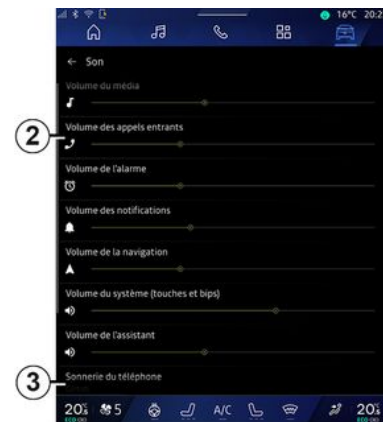 16°C 20:2
← Son
Volume du média
2
Volume des appels entrants
Volume de l'alarme
Volume des notifications
Volume de la navigation
Volume du système (touches et bips)
Volume de l'assistant
3
Sonnerie du téléphone
20 5 A/C 20